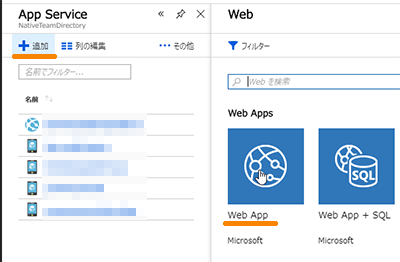 App Service
NativeTeamDirectory
追加
列の編集
その他
名前でフィルター...
名前
Web
フィルター
Web を検索
Web Apps
SQL
Web App
Web App + SQL
Microsoft
Microsoft